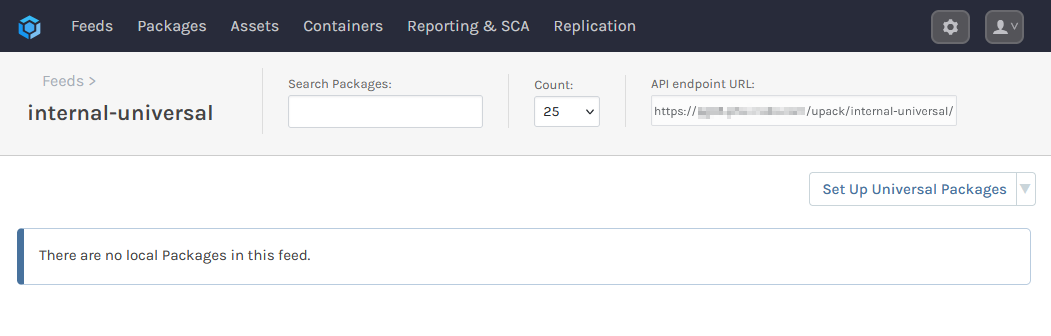 Feeds Packages Assets Containers Reporting & SCA Replication
Feeds >
internal-universal
Search Packages:
Count:
25
API endpoint URL:
https:// /upack/internal-universal/
Set Up Universal Packages
There are no local Packages in this feed.